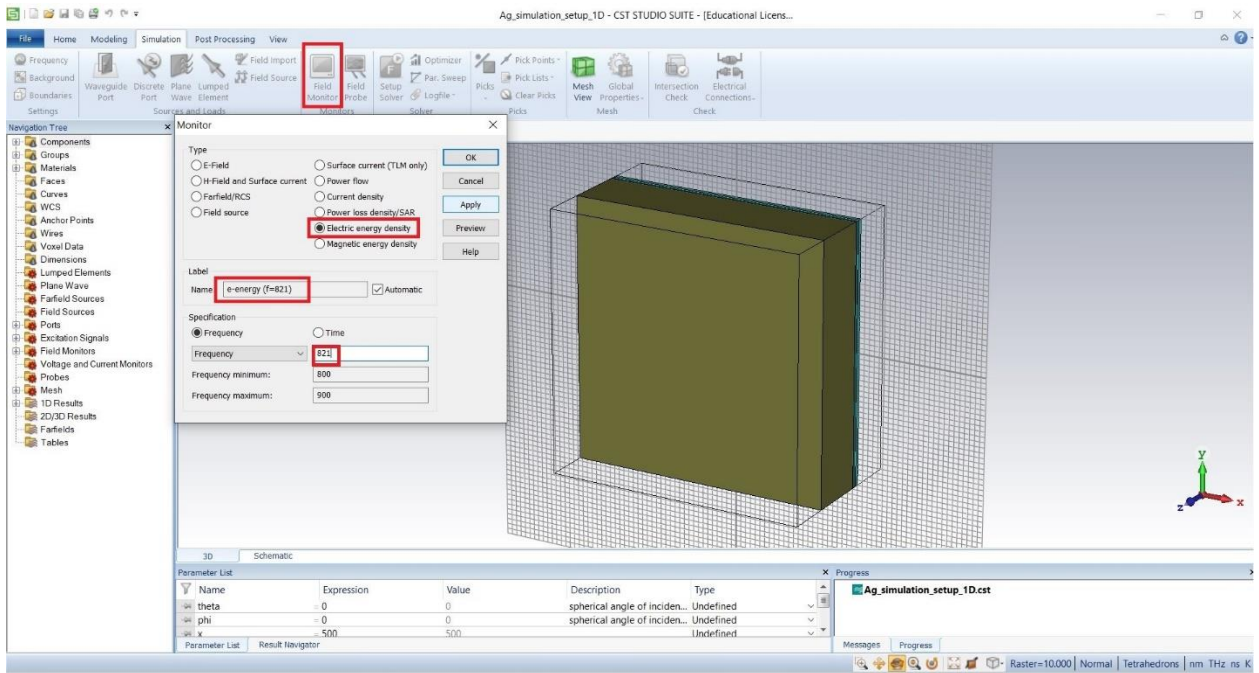 Ag_simulation_setup_1D - CST STUDIO SUITE - [Educational Licens...
File Home Modeling Simulation Post Processing View
Frequency
Background
Boundaries
Settings
Waveguide Port
Discrete Port
Plane Wave
Lumped Element
Field Import
Field Source
Sources and Loads
Field Monitor
Field Probe
Monitors
Setup Solver
Optimizer
Par. Sweep
Logfile
Solver
Picks
Pick Points
Pick Lists
Clear Picks
Picks
Mesh View
Global Properties
Mesh
Intersection Check
Electrical Connections
Check
Navigation Tree
Components
Groups
Materials
Faces
Curves
WCS
Anchor Points
Wires
Voxel Data
Dimensions
Lumped Elements
Plane Wave
Farfield Sources
Field Sources
Ports
Excitation Signals
Field Monitors
Voltage and Current Monitors
Probes
Mesh
1D Results
2D/3D Results
Farfields
Tables
Monitor
Type
E-Field
H-Field and Surface current
Farfield/RCS
Field source
Surface current (TLM only)
Power flow
Current density
Power loss density/SAR
Electric energy density
Magnetic energy density
OK
Cancel
Apply
Preview
Help
Label
Name e-energy (f=821) Automatic
Specification
Frequency Time
Frequency 821
Frequency minimum: 800
Frequency maximum: 900
y
z x
3D Schematic
Parameter List
Name Expression Value Description Type
theta = 0 0 spherical angle of inciden... Undefined
phi = 0 0 spherical angle of inciden... Undefined
x = 500 500 Undefined
Parameter List Result Navigator
Progress
Ag_simulation_setup_1D.cst
Messages Progress
Raster=10.000 Normal Tetrahedrons nm THz ns K